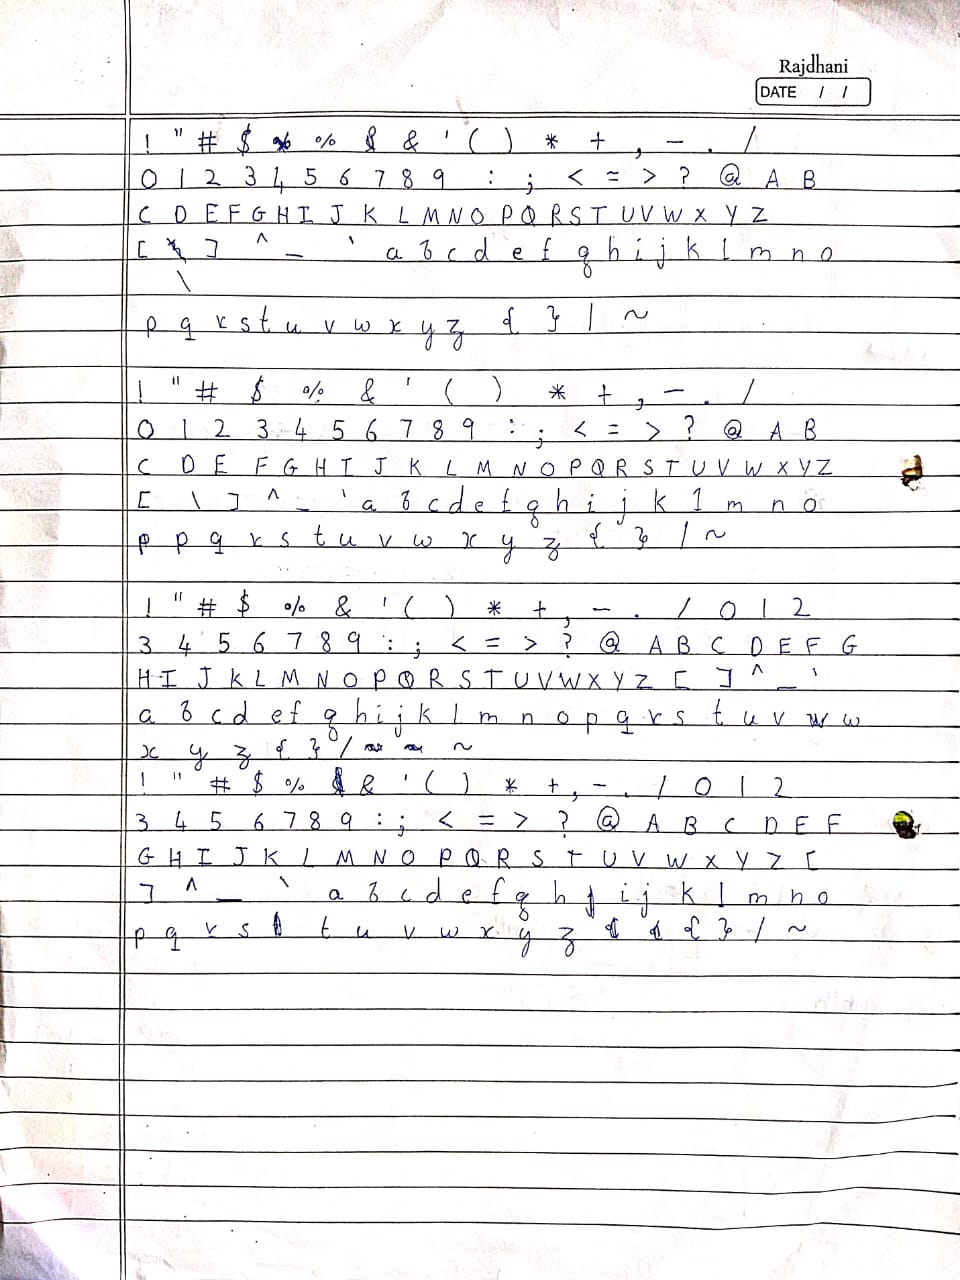 Rajdhani
DATE / /
! " # $ % & ' ( ) * + , - . /
0 1 2 3 4 5 6 7 8 9 : ; < = > ? @ A B
C D E F G H I J K L M N O P Q R S T U V W X Y Z
[ ] ^ _ ` a b c d e f g h i j k l m n o
\
p q r s t u v w x y z { } | ~
! " # $ % & ' ( ) * + , - . /
0 1 2 3 4 5 6 7 8 9 : ; < = > ? @ A B
C D E F G H I J K L M N O P Q R S T U V W X Y Z
[ \ ] ^ _ ` a b c d e f g h i j k l m n o
p p q r s t u v w x y z { } | ~
! " # $ % & ' ( ) * + , - . / 0 1 2
3 4 5 6 7 8 9 : ; < = > ? @ A B C D E F G
H I J K L M N O P Q R S T U V W X Y Z [ ] ^ _ `
a b c d e f g h i j k l m n o p q r s t u v w w
x y z { } / ~
! " # $ % & ' ( ) * + , - . / 0 1 2
3 4 5 6 7 8 9 : ; < = > ? @ A B C D E F
G H I J K L M N O P Q R S T U V W X Y Z [
] ^ _ ` a b c d e f g h i j k l m n o
p q r s t u v w x y z { } / ~